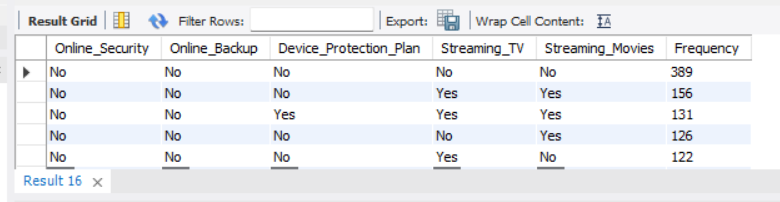 Result Grid Filter Rows: Export: Wrap Cell Content: IA
Online_Security Online_Backup Device_Protection_Plan Streaming_TV Streaming_Movies Frequency
No No No No No 389
No No No Yes Yes 156
No No Yes Yes Yes 131
No No No No Yes 126
No No No Yes No 122
Result 16 ×